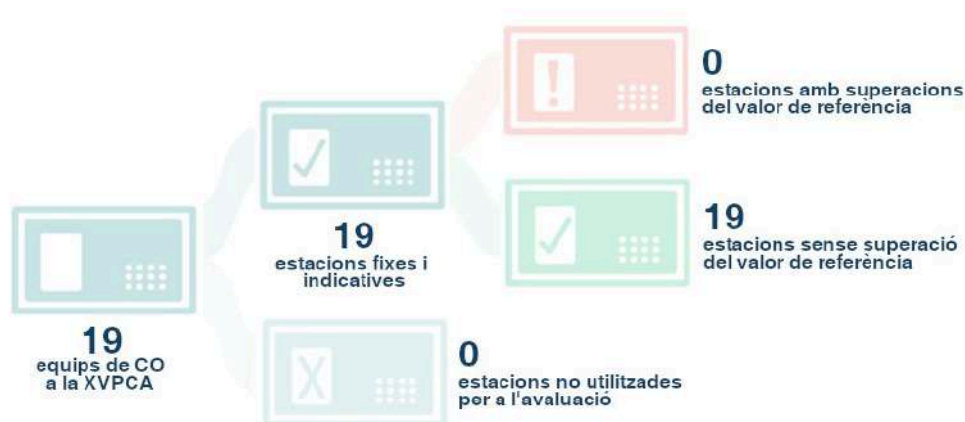 0
estacions amb superacions
del valor de referència
19
estacions fixes i
indicatives
19
estacions sense superació
del valor de referència
19
equips de CO
a la XVPCA
0
estacions no utilitzades
per a l'avaluació